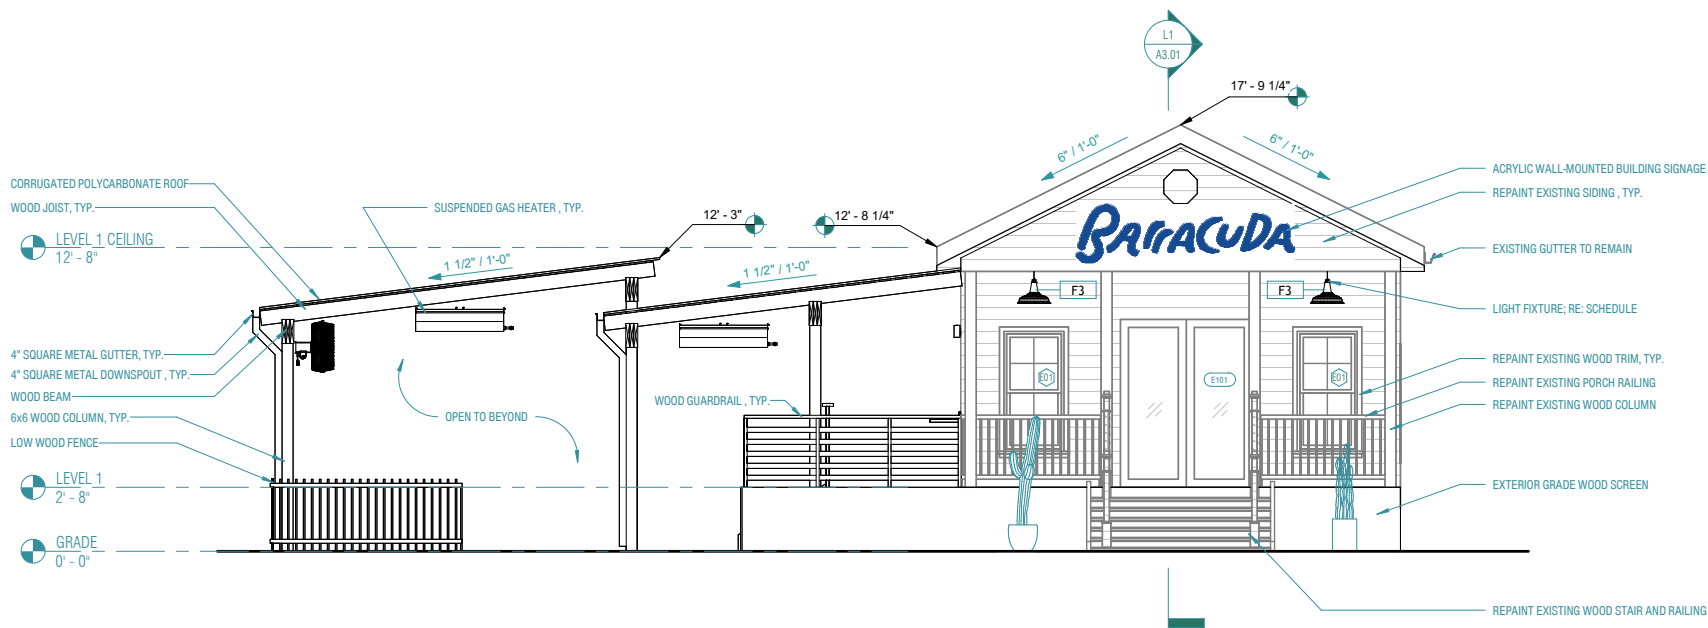 L1
A3.01
17' - 9 1/4"
6" / 1'-0"
6" / 1'-0"
CORRUGATED POLYCARBONATE ROOF
WOOD JOIST, TYP.
LEVEL 1 CEILING
12' - 8"
SUSPENDED GAS HEATER , TYP.
12' - 3"
12' - 8 1/4"
1 1/2" / 1'-0"
1 1/2" / 1'-0"
BARRACUDA
ACRYLIC WALL-MOUNTED BUILDING SIGNAGE
REPAINT EXISTING SIDING , TYP.
EXISTING GUTTER TO REMAIN
F3
F3
LIGHT FIXTURE; RE: SCHEDULE
4" SQUARE METAL GUTTER, TYP.
4" SQUARE METAL DOWNSPOUT , TYP.
WOOD BEAM
6x6 WOOD COLUMN, TYP.
LOW WOOD FENCE
OPEN TO BEYOND
WOOD GUARDRAIL , TYP.
E01
E101
E01
REPAINT EXISTING WOOD TRIM, TYP.
REPAINT EXISTING PORCH RAILING
REPAINT EXISTING WOOD COLUMN
LEVEL 1
2' - 8"
EXTERIOR GRADE WOOD SCREEN
GRADE
0' - 0"
REPAINT EXISTING WOOD STAIR AND RAILING